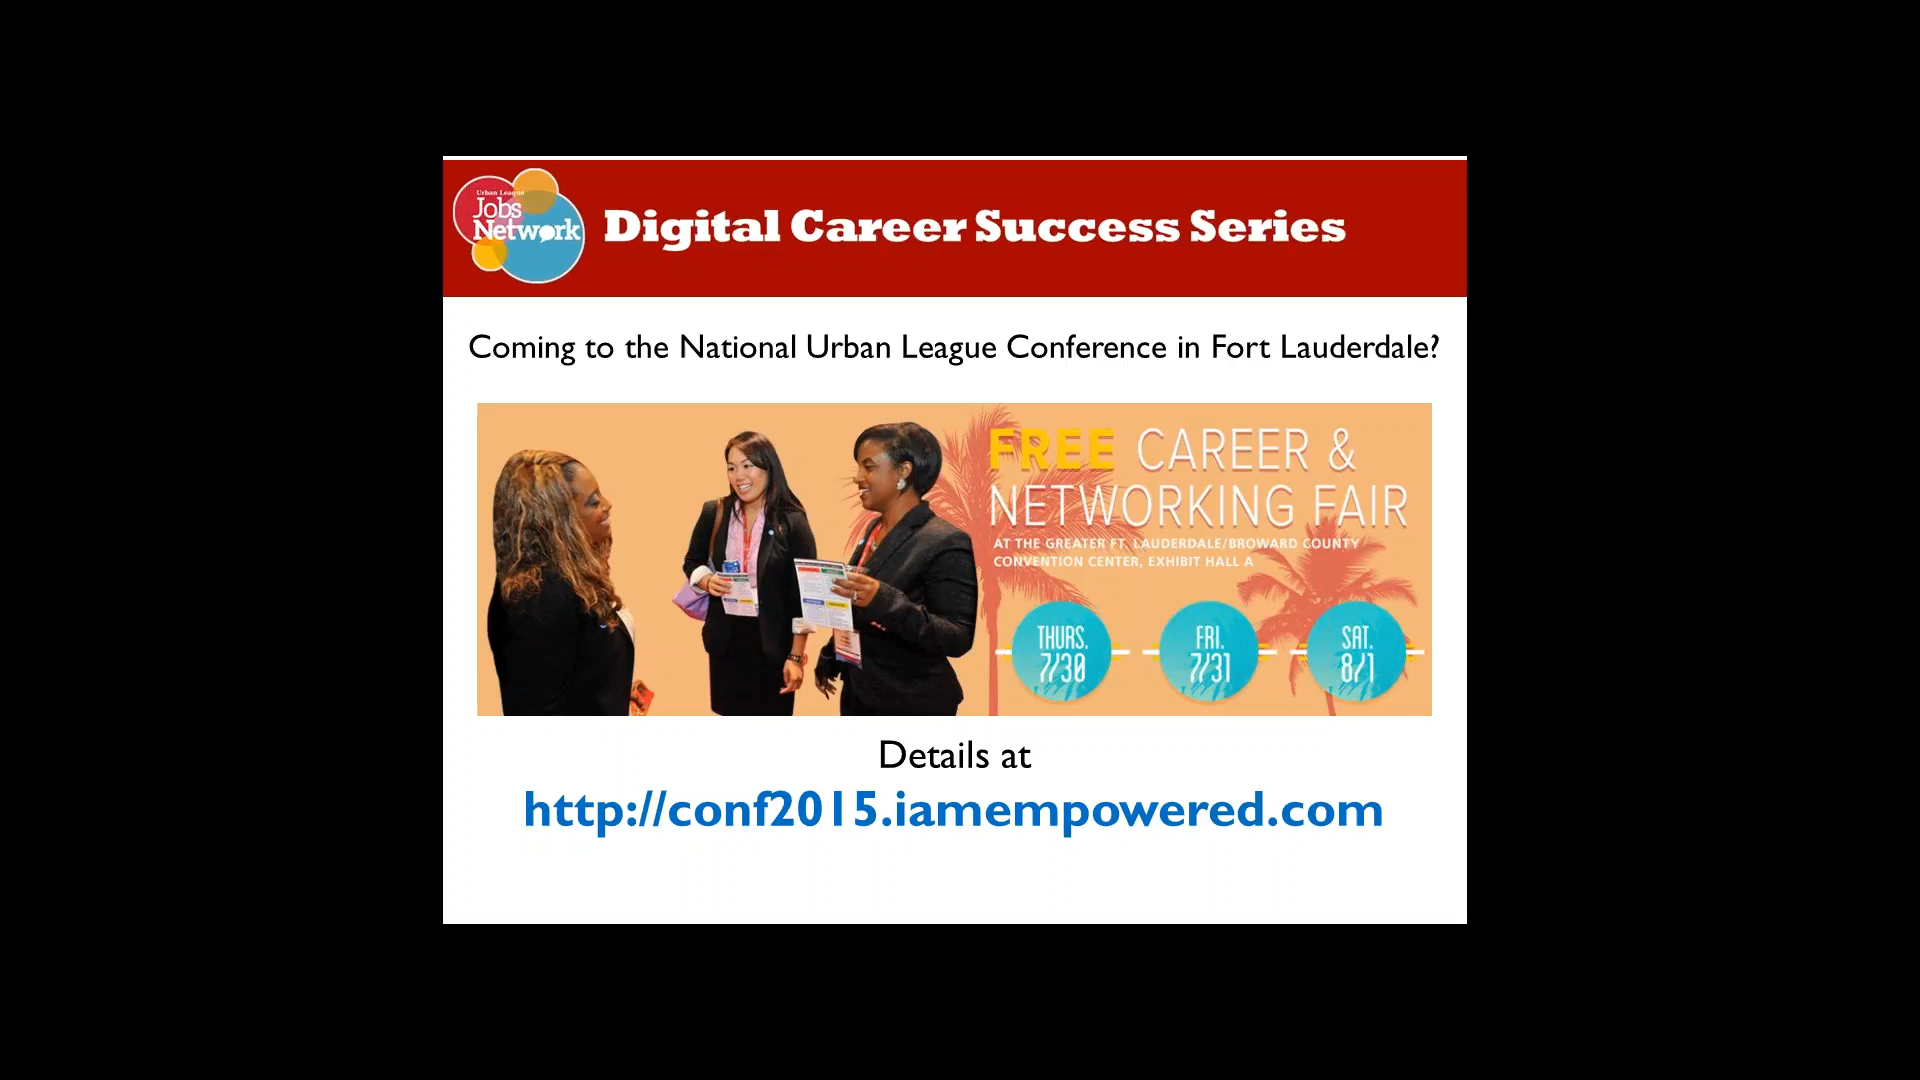 Urban League
Jobs
Network
Digital Career Success Series
Coming to the National Urban League Conference in Fort Lauderdale?
FREE CAREER &
NETWORKING FAIR
AT THE GREATER FT. LAUDERDALE/BROWARD COUNTY
CONVENTION CENTER, EXHIBIT HALL A
THURS. 7/30
FRI. 7/31
SAT. 8/1
Details at
http://conf2015.iamempowered.com